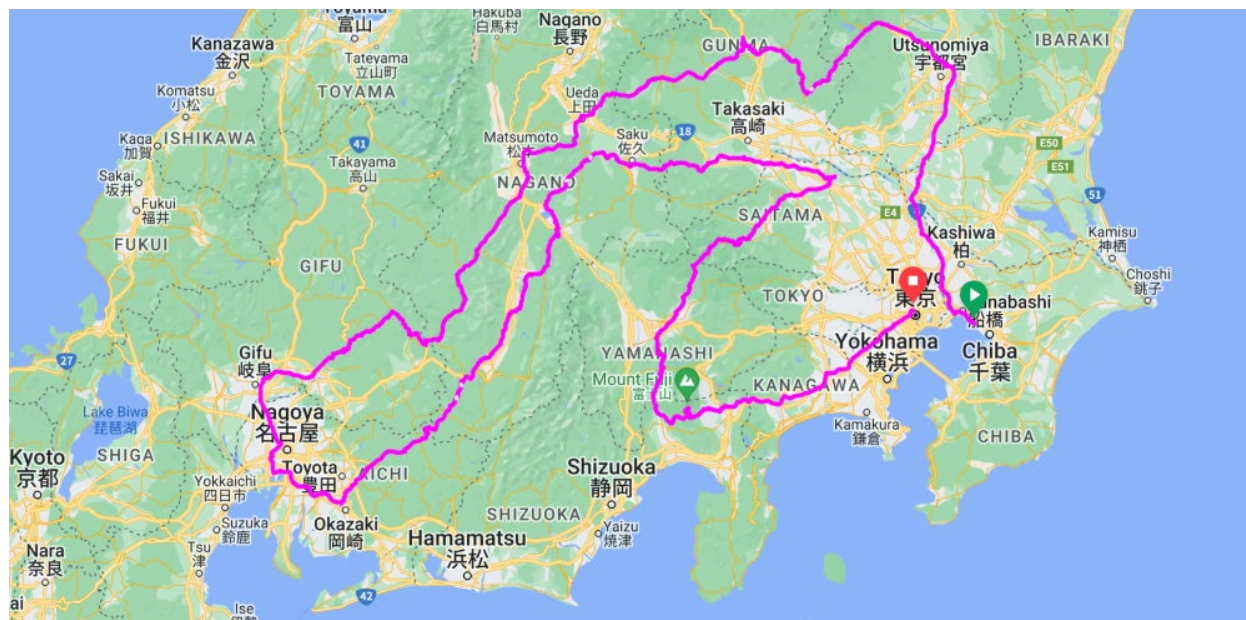 Toyama
富山
Hakuba
白馬村
Nagano
長野
GUNMA
Utsunomiya
宇都宮
IBARAKI
Kanazawa
金沢
Tateyama
立山町
TOYAMA
Komatsu
小松
Ueda
上田
Takasaki
高崎
Kaga
加賀
ISHIKAWA
41
Matsumoto
松本
Saku
佐久
18
E50
E51
Sakai
坂井
Takayama
高山
NAGANO
51
Fukui
福井
SAITAMA
E4
FUKUI
Kashiwa
柏
Kamisu
神栖
GIFU
Choshi
銚子
TOKYO
東京
船橋
27
Gifu
岐阜
YAMANASHI
Yokohama
横浜
Chiba
千葉
Mount Fuji
KANAGAWA
Lake Biwa
琵琶湖
Nagoya
名古屋
Kamakura
鎌倉
CHIBA
Kyoto
京都
SHIGA
Toyota
豊田
AICHI
Shizuoka
静岡
Yokkaichi
四日市
Suzuka
鈴鹿
Okazaki
岡崎
SHIZUOKA
Yaizu
焼津
Nara
奈良
Tsu
津
Hamamatsu
浜松
42
Ise